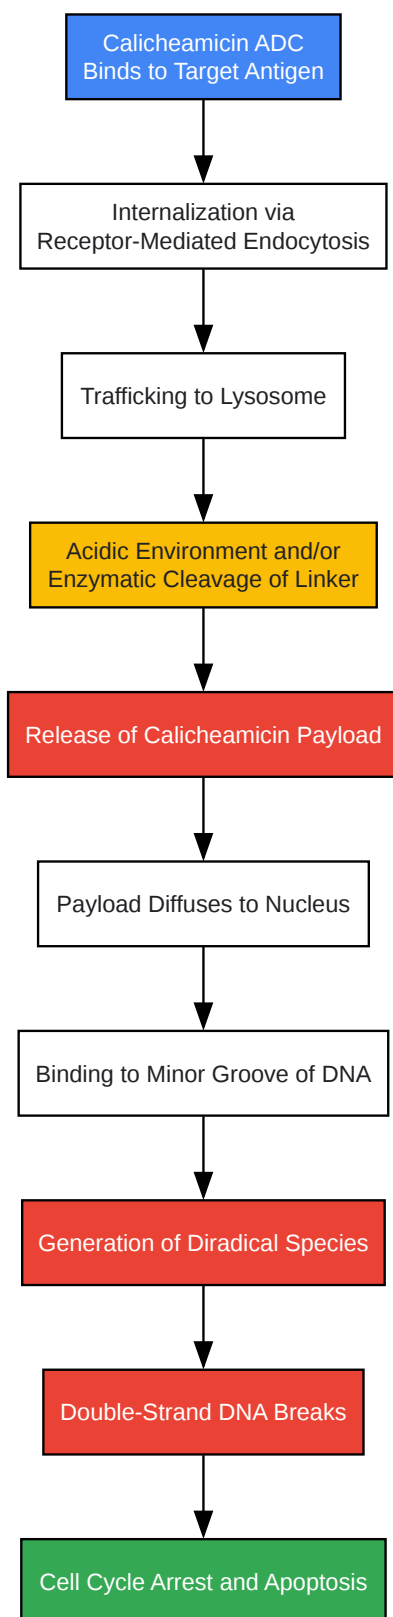 Calicheamicin ADC
Binds to Target Antigen
Internalization via
Receptor-Mediated Endocytosis
Trafficking to Lysosome
Acidic Environment and/or
Enzymatic Cleavage of Linker
Release of Calicheamicin Payload
Payload Diffuses to Nucleus
Binding to Minor Groove of DNA
Generation of Diradical Species
Double-Strand DNA Breaks
Cell Cycle Arrest and Apoptosis